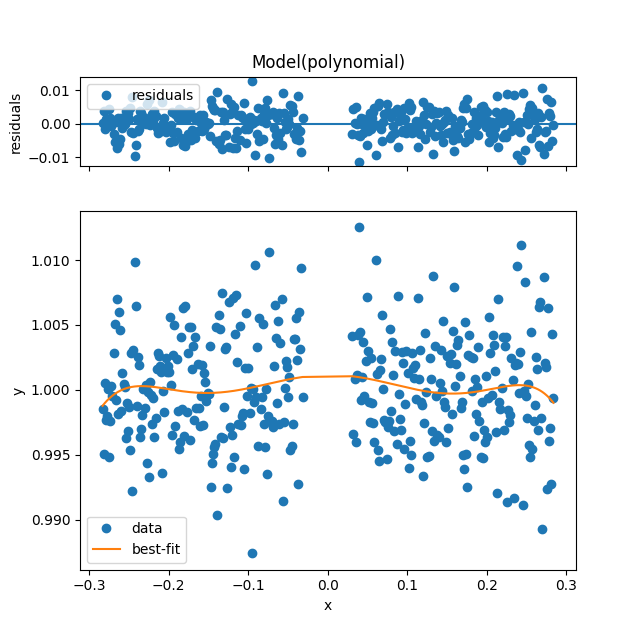 Model(polynomial)
residuals
0.01
0.00
−0.01
residuals
y
1.010
1.005
1.000
0.995
0.990
data
best-fit
−0.3
−0.2
−0.1
0.0
0.1
0.2
0.3
x